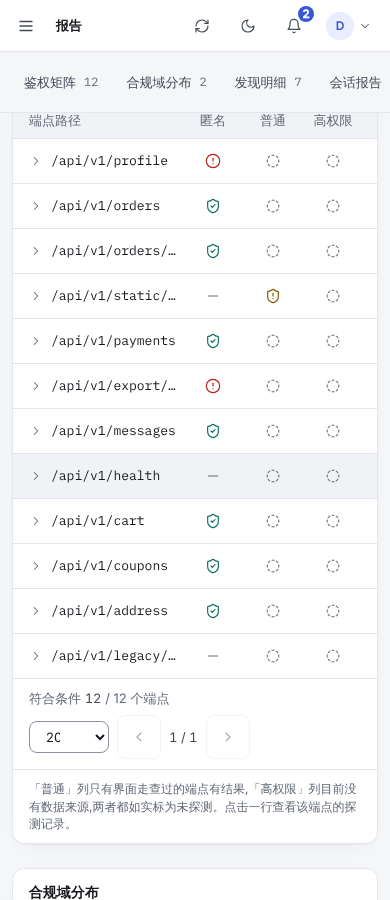 报告
2
D
鉴权矩阵 12 合规域分布 2 发现明细 7 会话报告
端点路径 匿名 普通 高权限
/api/v1/profile
/api/v1/orders
/api/v1/orders/…
/api/v1/static/…
/api/v1/payments
/api/v1/export/…
/api/v1/messages
/api/v1/health
/api/v1/cart
/api/v1/coupons
/api/v1/address
/api/v1/legacy/…
符合条件 12 / 12 个端点
20 1 / 1
「普通」列只有界面走查过的端点有结果,「高权限」列目前没
有数据来源,两者都如实标为未探测。点击一行查看该端点的探
测记录。
合规域分布